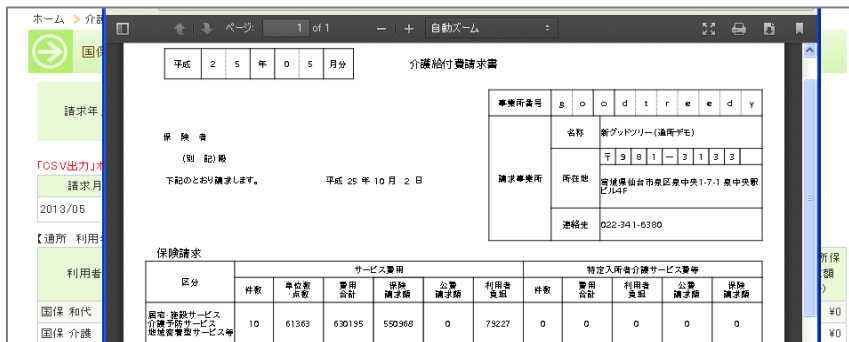 ホーム > 介護
ページ: 1 of 1 − + 自動ズーム
国保
平成 2 5 年 0 5 月分 介護給付費請求書
事業所番号 g o o d t r e e d y
請求年
保 険 者
(別 記)殿
下記のとおり請求します。 平成 25 年 10 月 2 日
請求事業所
名称 新グッドツリー(通所デモ)
所在地 〒 9 8 1 − 3 1 3 3
宮城県仙台市泉区泉中央1-7-1 泉中央駅
ビル4F
連絡先 022-341-6380
「CSV出力」ボ
請求月
2013/05
【通所 利用者
利用者
国保 和代
国保 介護
保険請求
区分 サービス費用 特定入所者介護サービス費等
件数 単位数・点数 費用合計 保険請求額 公費請求額 利用者負担 件数 費用合計 利用者負担 公費請求額 保険請求額
居宅・施設サービス
介護予防サービス
地域密着型サービス等
10 61363 630195 550968 0 79227 0 0 0 0 0
所保
額
)
¥0
¥0